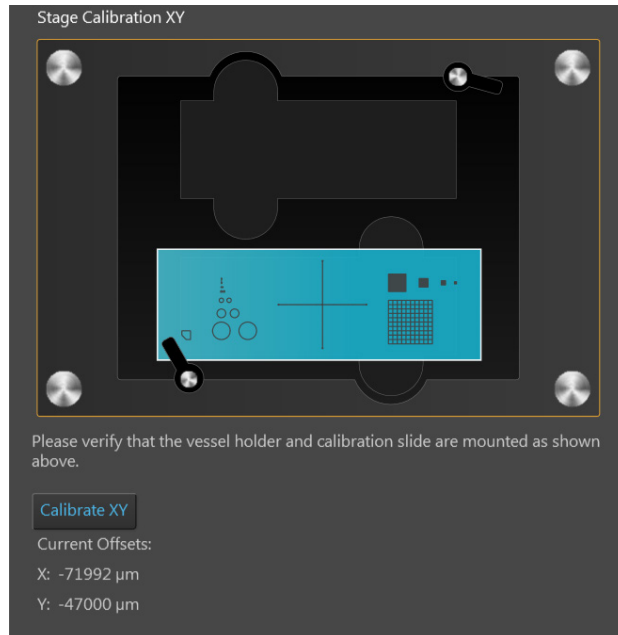 Stage Calibration XY
Please verify that the vessel holder and calibration slide are mounted as shown
above.
Calibrate XY
Current Offsets:
X: -71992 µm
Y: -47000 µm